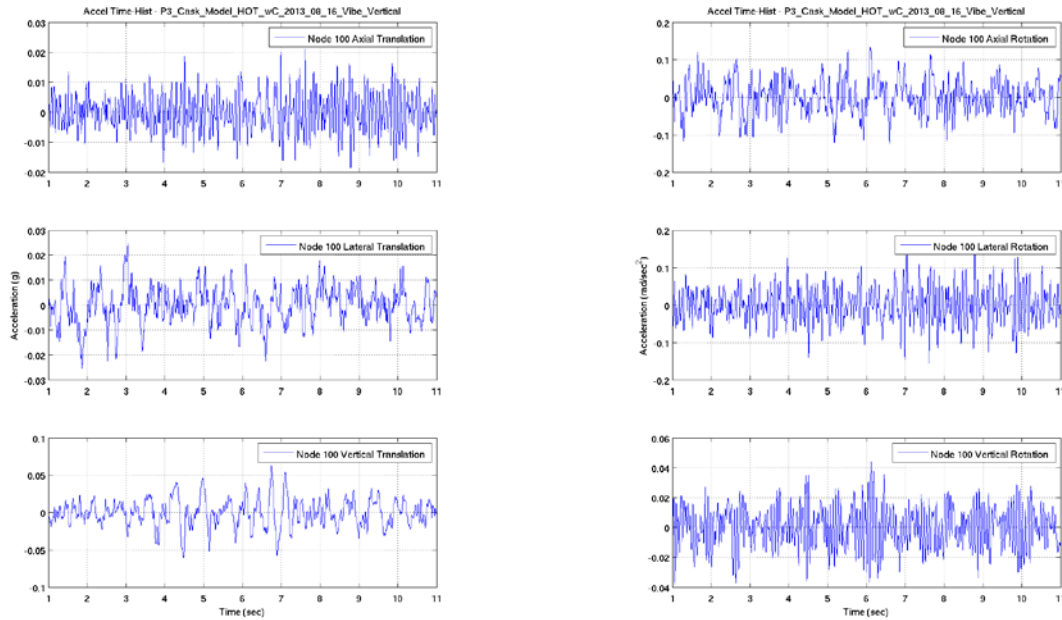 Accel Time-Hist - P3_Cask_Model_HOT_wC_2013_08_16_Vibe_Vertical
0.03
0.02
0.01
0
-0.01
0.02
Node 100 Axial Translation
1 2 3 4 5 6 7 8 9 10 11
0.03
0.02
0.01
0
-0.01
-0.02
-0.03
Node 100 Lateral Translation
Acceleration (g)
1 2 3 4 5 6 7 8 9 10 11
0.1
0.05
0
-0.05
-0.1
Node 100 Vertical Translation
1 2 3 4 5 6 7 8 9 10 11
Time (sec)
Accel Time-Hist - P3_Cask_Model_HOT_wC_2013_08_16_Vibe_Vertical
0.2
0.1
0
-0.1
-0.2
Node 100 Axial Rotation
1 2 3 4 5 6 7 8 9 10 11
0.2
0.1
0
-0.1
-0.2
Node 100 Lateral Rotation
Acceleration (rad/sec²)
1 2 3 4 5 6 7 8 9 10 11
0.06
0.04
0.02
0
-0.02
-0.04
Node 100 Vertical Rotation
1 2 3 4 5 6 7 8 9 10 11
Time (sec)